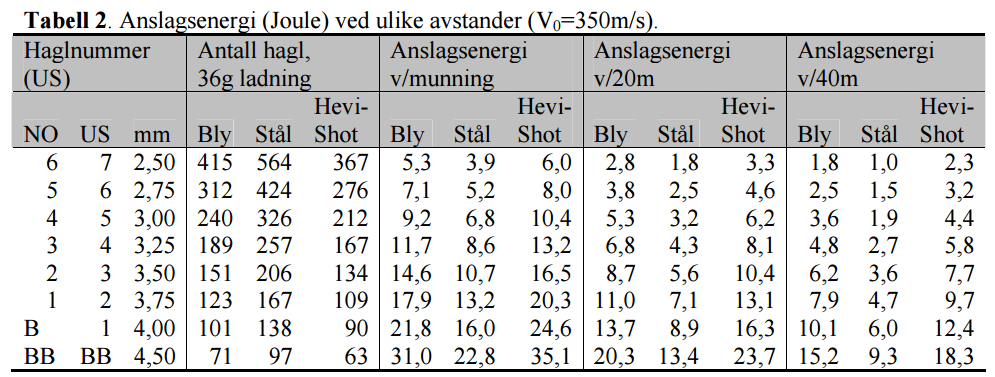 Tabell 2. Anslagsenergi (Joule) ved ulike avstander (V0=350m/s).
Haglnummer (US) Antall hagl, 36g ladning Anslagsenergi v/munning Anslagsenergi v/20m Anslagsenergi v/40m
NO US mm Bly Stål Hevi-Shot Bly Stål Hevi-Shot Bly Stål Hevi-Shot Bly Stål Hevi-Shot
6 7 2,50 415 564 367 5,3 3,9 6,0 2,8 1,8 3,3 1,8 1,0 2,3
5 6 2,75 312 424 276 7,1 5,2 8,0 3,8 2,5 4,6 2,5 1,5 3,2
4 5 3,00 240 326 212 9,2 6,8 10,4 5,3 3,2 6,2 3,6 1,9 4,4
3 4 3,25 189 257 167 11,7 8,6 13,2 6,8 4,3 8,1 4,8 2,7 5,8
2 3 3,50 151 206 134 14,6 10,7 16,5 8,7 5,6 10,4 6,2 3,6 7,7
1 2 3,75 123 167 109 17,9 13,2 20,3 11,0 7,1 13,1 7,9 4,7 9,7
B 1 4,00 101 138 90 21,8 16,0 24,6 13,7 8,9 16,3 10,1 6,0 12,4
BB BB 4,50 71 97 63 31,0 22,8 35,1 20,3 13,4 23,7 15,2 9,3 18,3